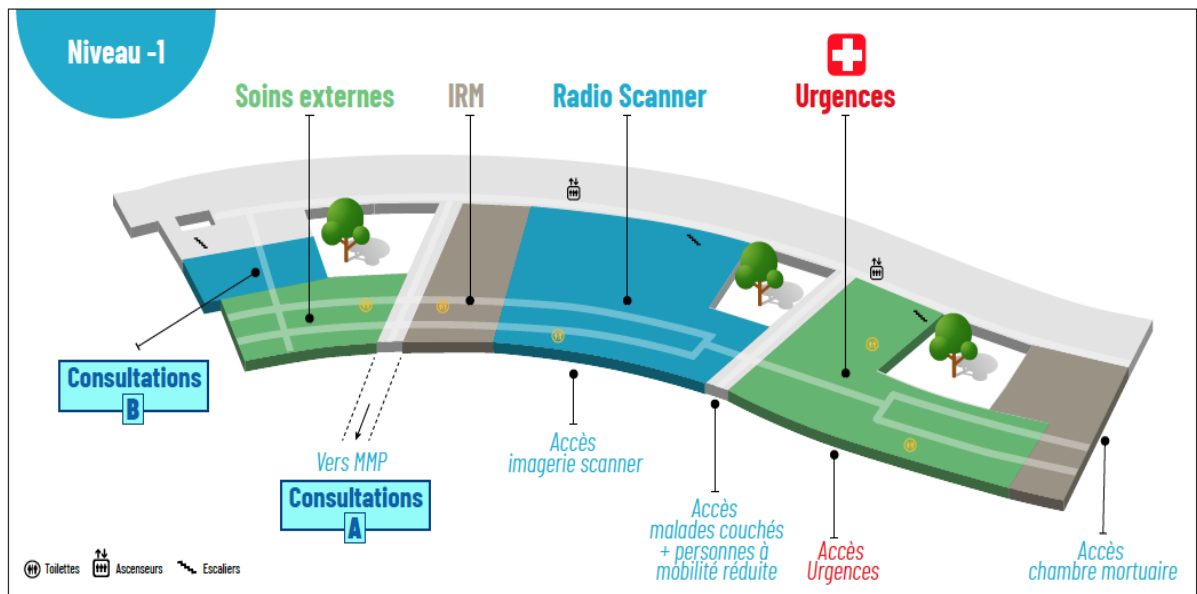 Niveau -1
Soins externes
IRM
Radio Scanner
Urgences
Consultations
B
Vers MMP
Consultations
A
Accès
imagerie scanner
Accès
malades couchés
+ personnes à
mobilité réduite
Accès
Urgences
Accès
chambre mortuaire
Toilettes
Ascenseurs
Escaliers